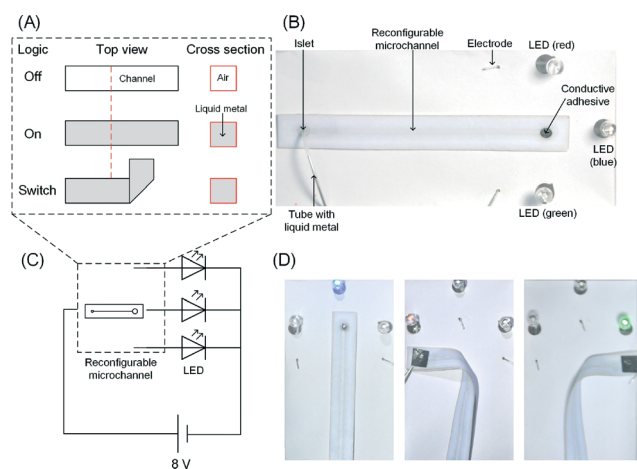 (A)
Logic
Top view
Cross section
Off
Channel
Air
Liquid metal
On
Switch
(B)
Islet
Reconfigurable
microchannel
Electrode
LED (red)
Conductive
adhesive
LED
(blue)
LED (green)
Tube with
liquid metal
(C)
Reconfigurable
microchannel
LED
8 V
(D)